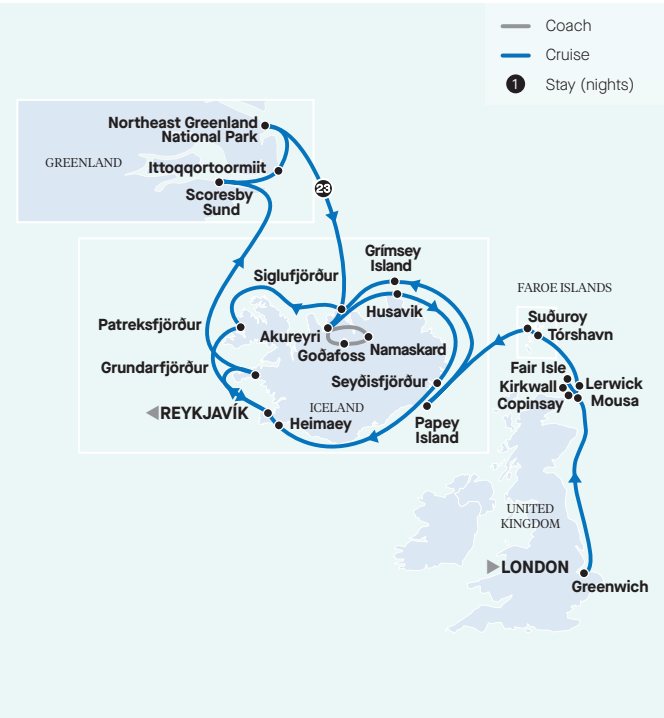 Coach
Cruise
1 Stay (nights)
Northeast Greenland
National Park
GREENLAND
Ittoqqortoormiit
Scoresby
Sund
23
Grímsey
Island
Siglufjörður
FAROE ISLANDS
Husavik
Suðuroy
Patreksfjörður
Akureyri
Tórshavn
Goðafoss
Namaskard
Grundarfjörður
Fair Isle
Seyðisfjörður
Kirkwall
Lerwick
Copinsay
Mousa
REYKJAVÍK
ICELAND
Heimaey
Papey
Island
UNITED
KINGDOM
LONDON
Greenwich